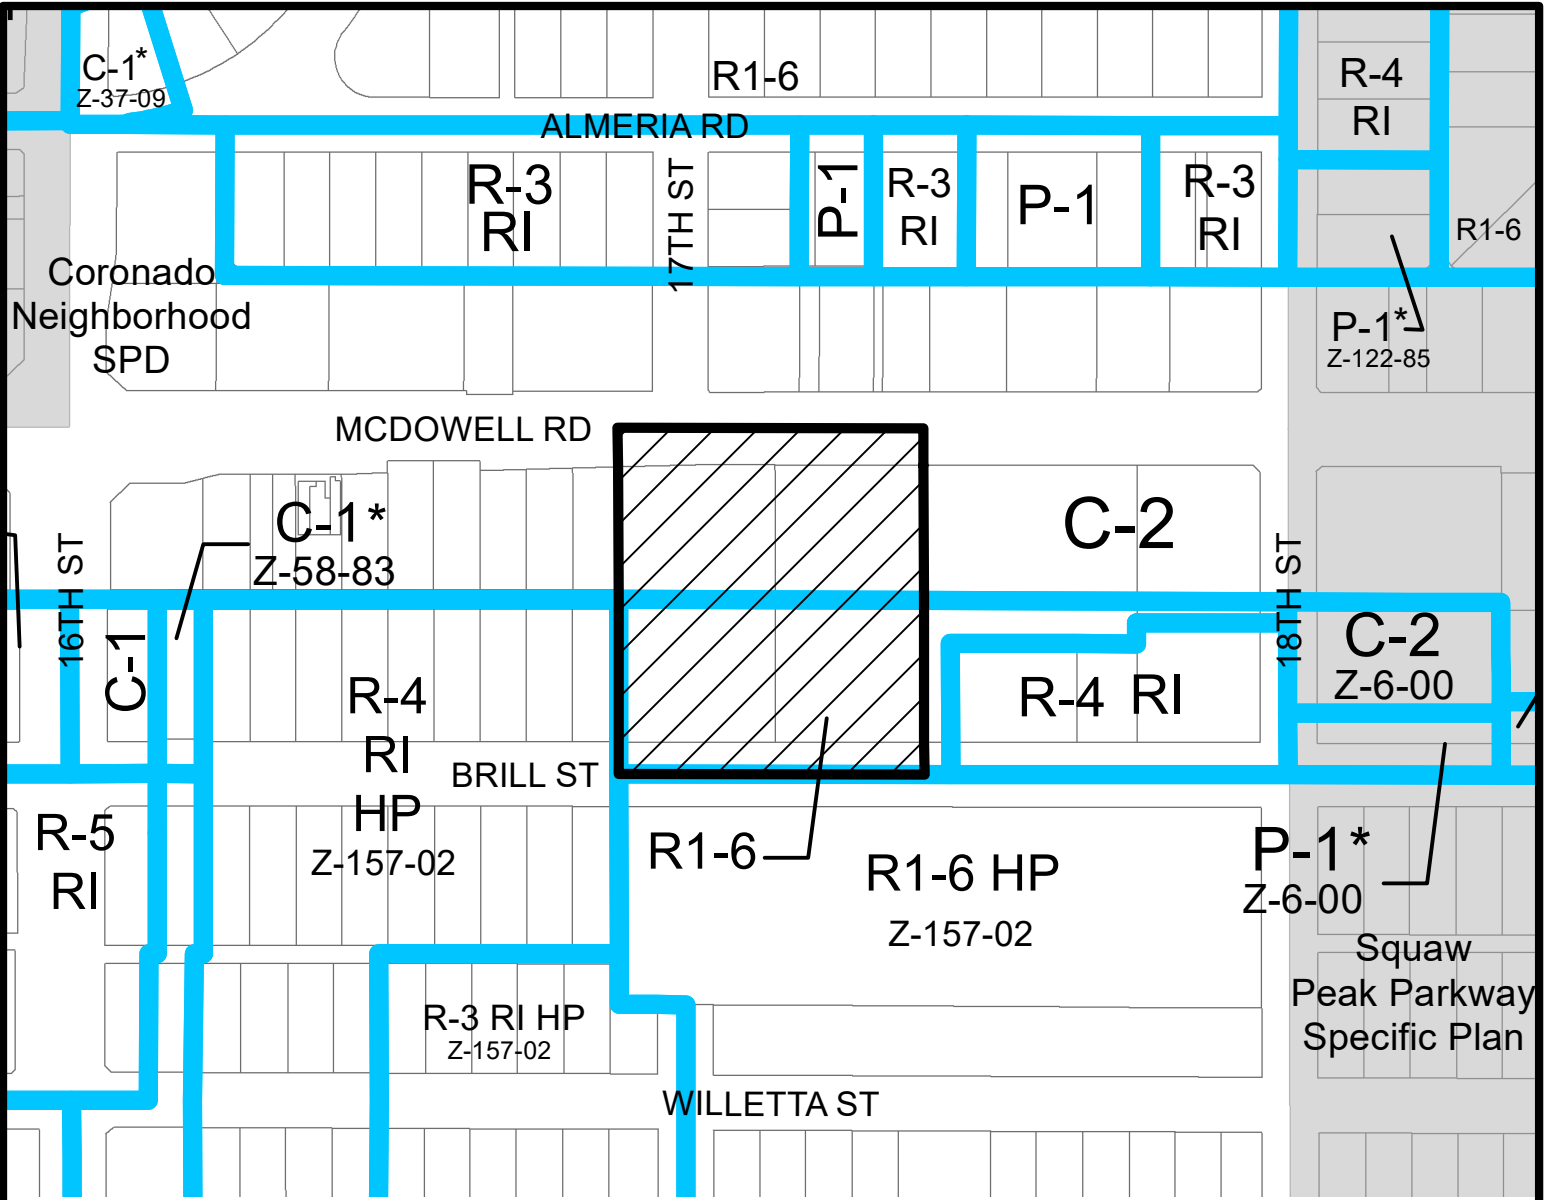 C-1*
Z-37-09
R1-6
R-4
RI
ALMERIA RD
R-3
RI
17TH ST
P-1
R-3
RI
P-1
R-3
RI
R1-6
Coronado
Neighborhood
SPD
P-1*
Z-122-85
MCDOWELL RD
C-1*
Z-58-83
C-2
16TH ST
C-1
18TH ST
C-2
Z-6-00
R-4
RI
HP
Z-157-02
R-4 RI
BRILL ST
R-5
RI
R1-6
R1-6 HP
Z-157-02
P-1*
Z-6-00
Squaw
Peak Parkway
Specific Plan
R-3 RI HP
Z-157-02
WILLETTA ST